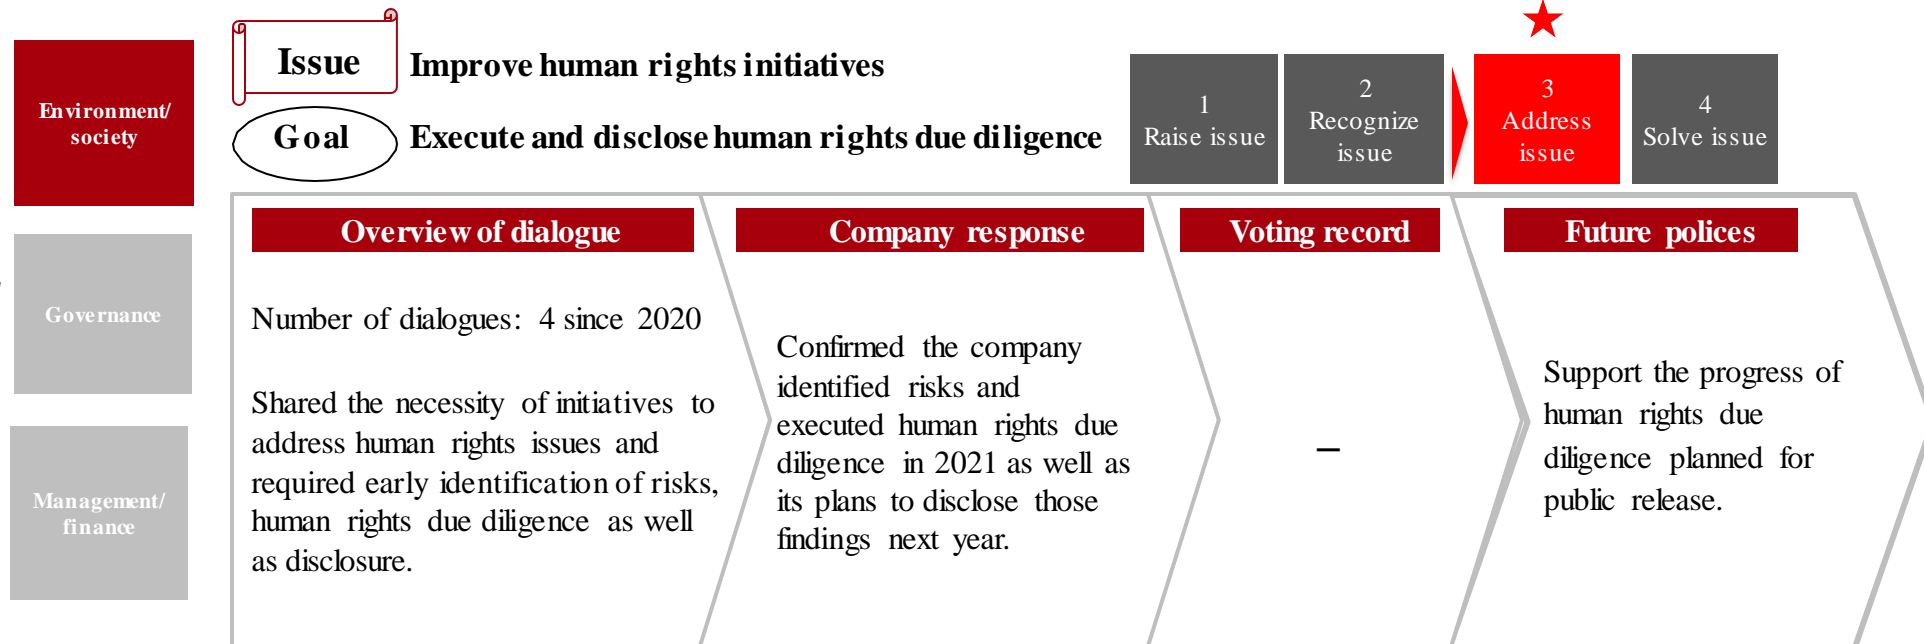 Environment/
society
Governance
Management/
finance
Issue
Improve human rights initiatives
Goal
Execute and disclose human rights due diligence
1
Raise issue
2
Recognize
issue
3
Address
issue
4
Solve issue
Overview of dialogue
Number of dialogues: 4 since 2020
Shared the necessity of initiatives to
address human rights issues and
required early identification of risks,
human rights due diligence as well
as disclosure.
Company response
Confirmed the company
identified risks and
executed human rights due
diligence in 2021 as well as
its plans to disclose those
findings next year.
Voting record
–
Future polices
Support the progress of
human rights due
diligence planned for
public release.